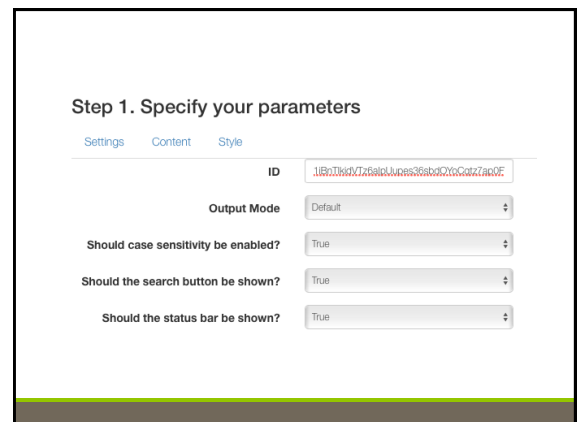 Step 1. Specify your parameters
Settings Content Style
ID
Output Mode Default
Should case sensitivity be enabled? True
Should the search button be shown? True
Should the status bar be shown? True